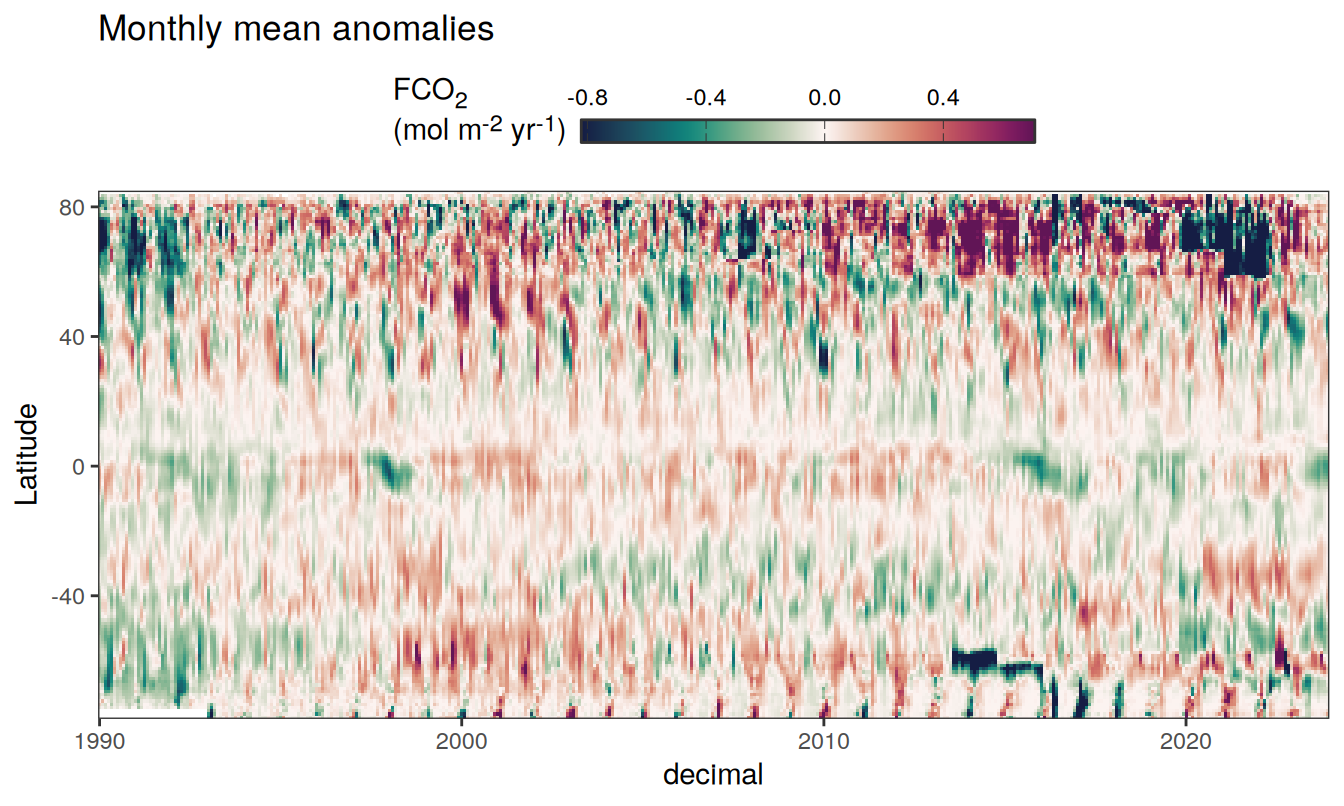 Monthly mean anomalies
FCO2
(mol m-2 yr-1)
-0.8 -0.4 0.0 0.4
Latitude
80
40
0
-40
1990 2000 2010 2020
decimal